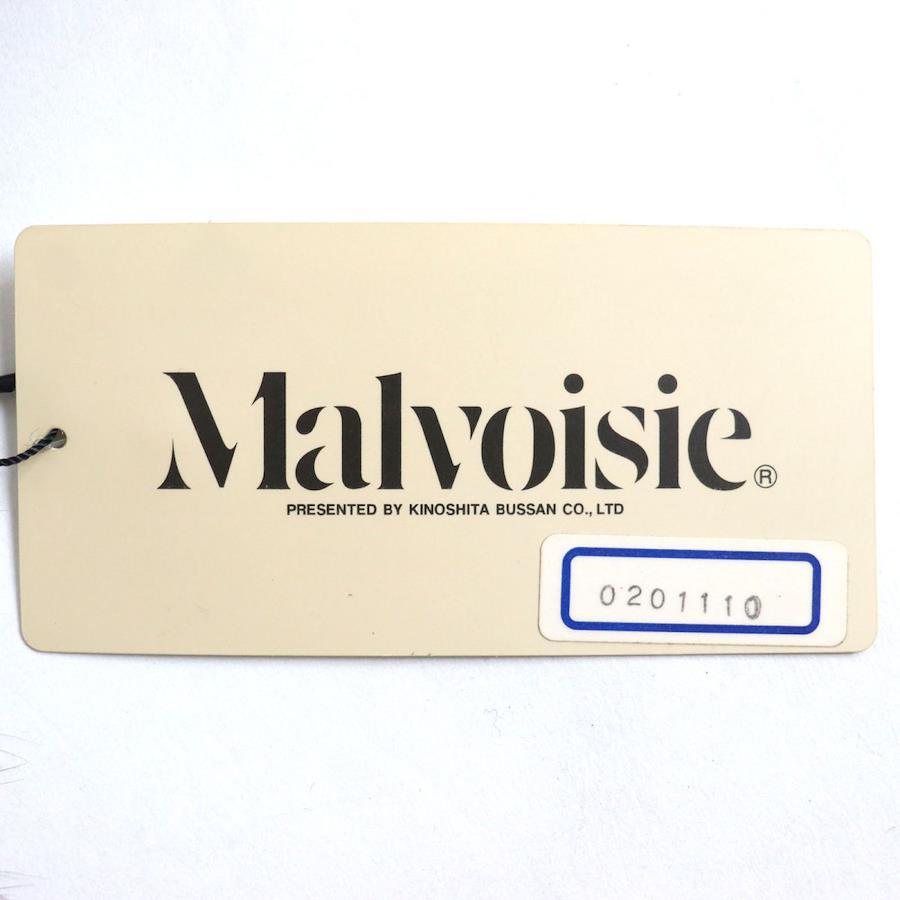 Malvoisie®
PRESENTED BY KINOSHITA BUSSAN CO., LTD
0201110